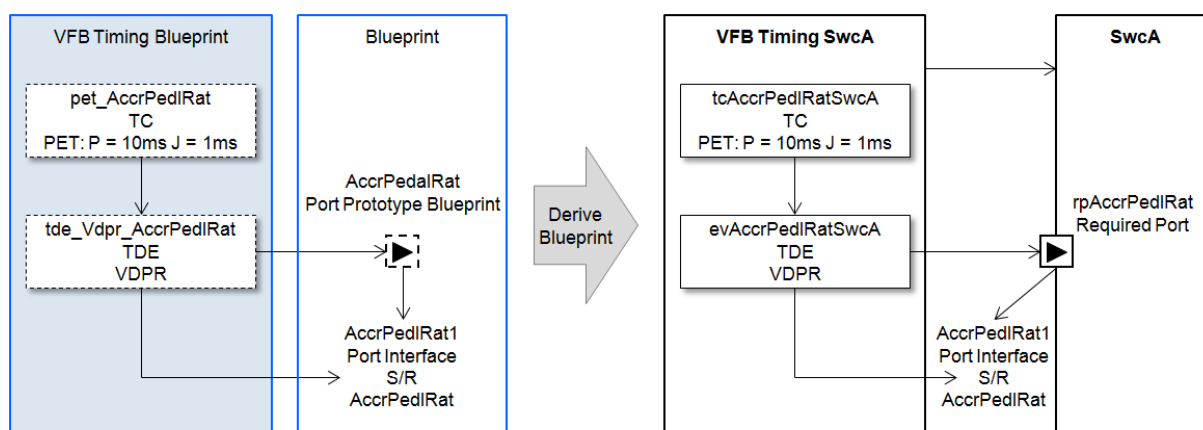 VFB Timing Blueprint
pet_AccrPedlRat
TC
PET: P = 10ms J = 1ms
tde_Vdpr_AccrPedlRat
TDE
VDPR
Blueprint
AccrPedalRat
Port Prototype Blueprint
AccrPedlRat1
Port Interface
S/R
AccrPedlRat
Derive
Blueprint
VFB Timing SwcA
tcAccrPedlRatSwcA
TC
PET: P = 10ms J = 1ms
evAccrPedlRatSwcA
TDE
VDPR
AccrPedlRat1
Port Interface
S/R
AccrPedlRat
SwcA
rpAccrPedlRat
Required Port